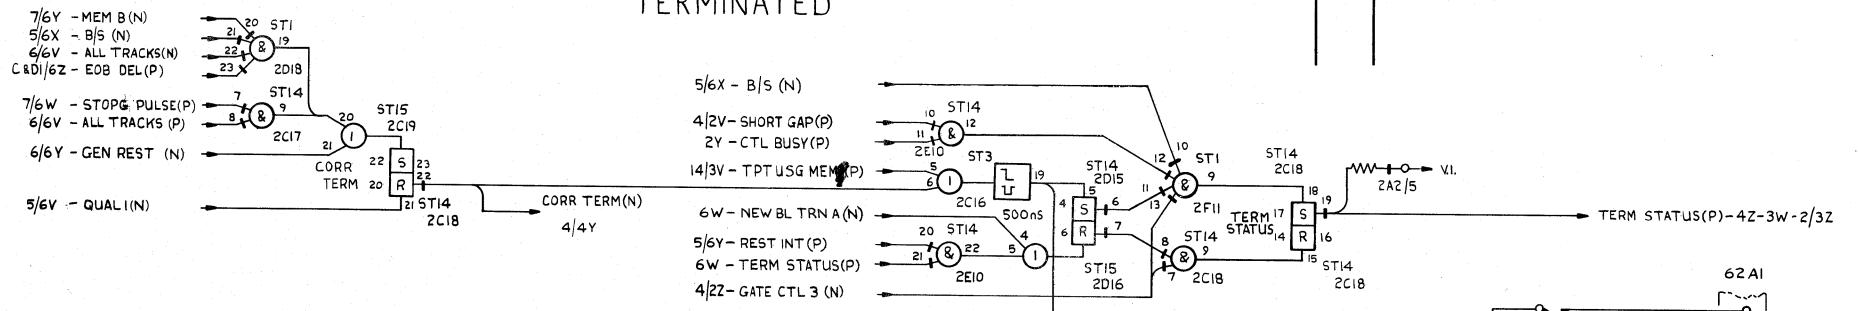 TERMINATED
7/6Y - MEM B (N)
5/6X - B/S (N)
6/6V - ALL TRACKS(N)
C&D1/6Z - EOB DEL(P)
20
21
22
23
&
19
ST1
2D18
7/6W - STOPG PULSE(P)
6/6V - ALL TRACKS (P)
7
8
&
9
ST14
2C17
6/6Y - GEN REST (N)
20
21
1
ST15
2C19
CORR
TERM
22
S
23
20
R
22
21
ST14
2C18
5/6V - QUAL1(N)
CORR TERM(N)
4/4Y
5/6X - B/S (N)
4/2V - SHORT GAP(P)
2Y - CTL BUSY(P)
10
11
&
12
ST14
2E10
14/3V - TPT USG MEM(P)
5
6
1
2C16
ST3
19
500nS
6W - NEW BL TRN A(N)
5/6Y - REST INT(P)
6W - TERM STATUS(P)
20
21
&
22
ST14
2E10
4
5
1
4/2Z - GATE CTL 3 (N)
ST14
2D15
5
4
S
6
6
R
7
ST15
2D16
10
12
11
13
&
9
ST1
2F11
8
7
&
9
ST14
2C18
ST14
2C18
18
TERM
STATUS
17
S
19
14
R
16
15
ST14
2C18
2A2/5
V.I.
TERM STATUS(P)-4Z-3W-2/3Z
62A1